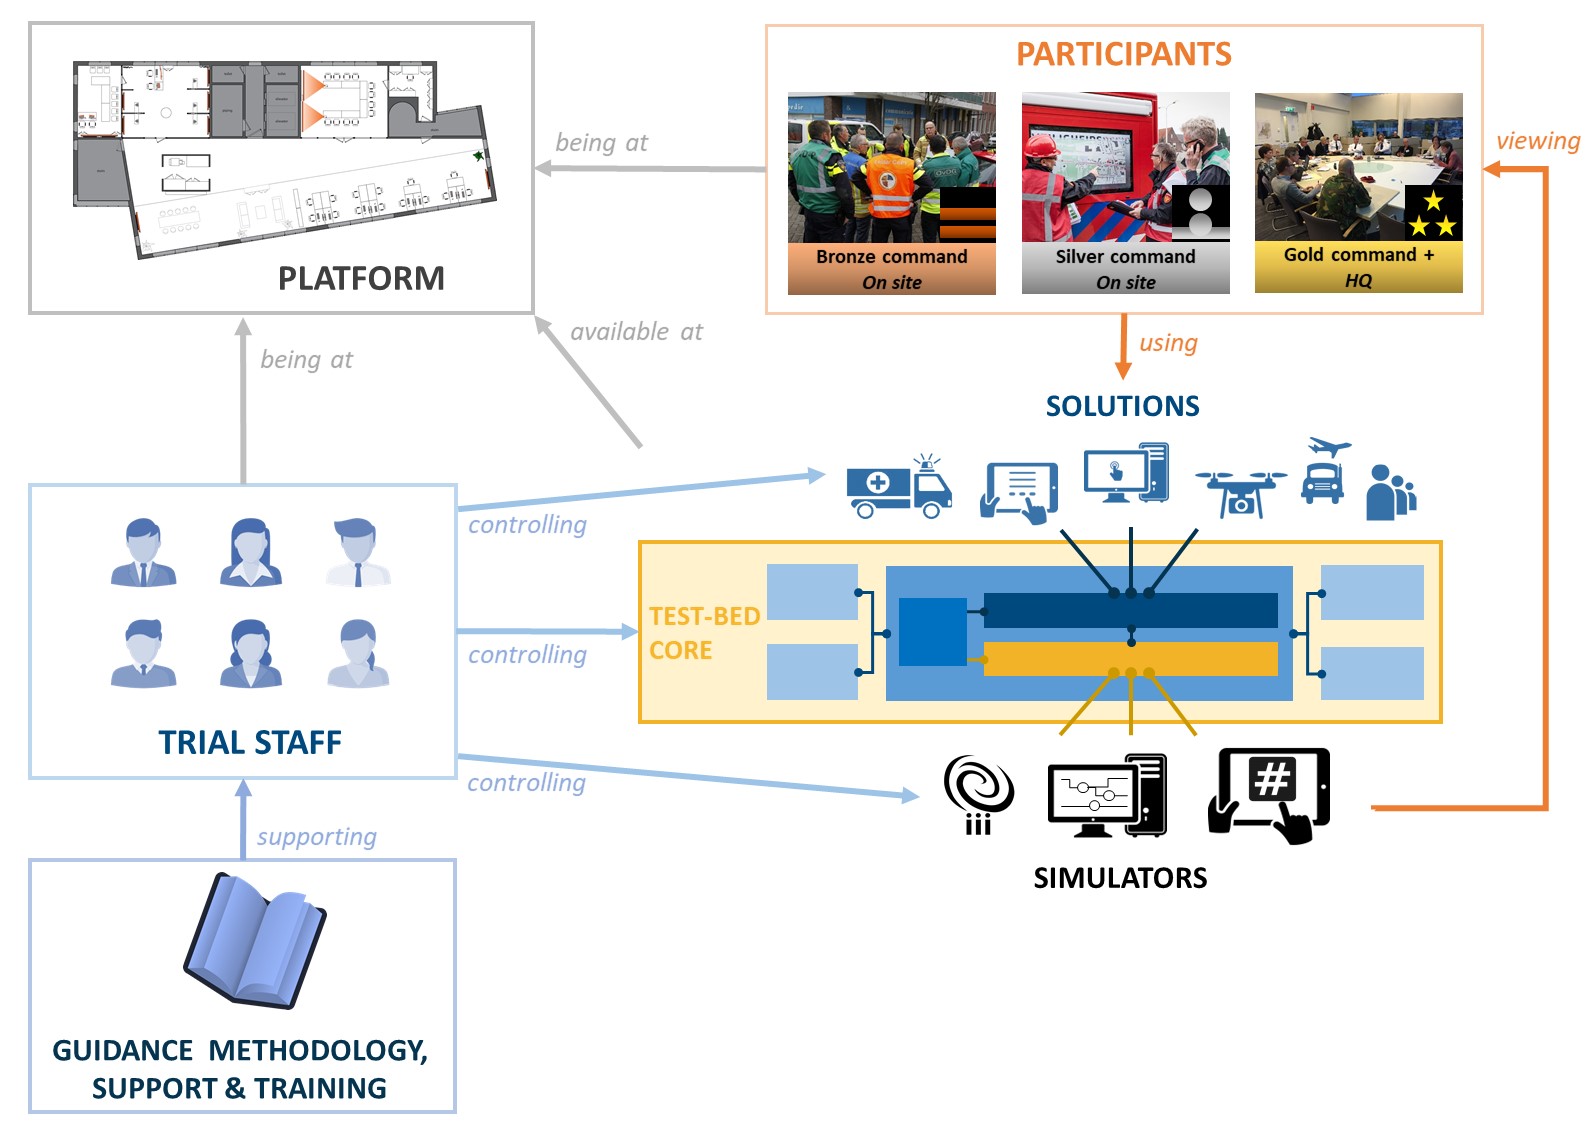 PARTICIPANTS
being at
viewing
Bronze command
On site
Silver command
On site
Gold command +
HQ
PLATFORM
available at
using
being at
SOLUTIONS
controlling
TEST-BED
CORE
controlling
TRIAL STAFF
controlling
#
supporting
SIMULATORS
GUIDANCE METHODOLOGY,
SUPPORT & TRAINING